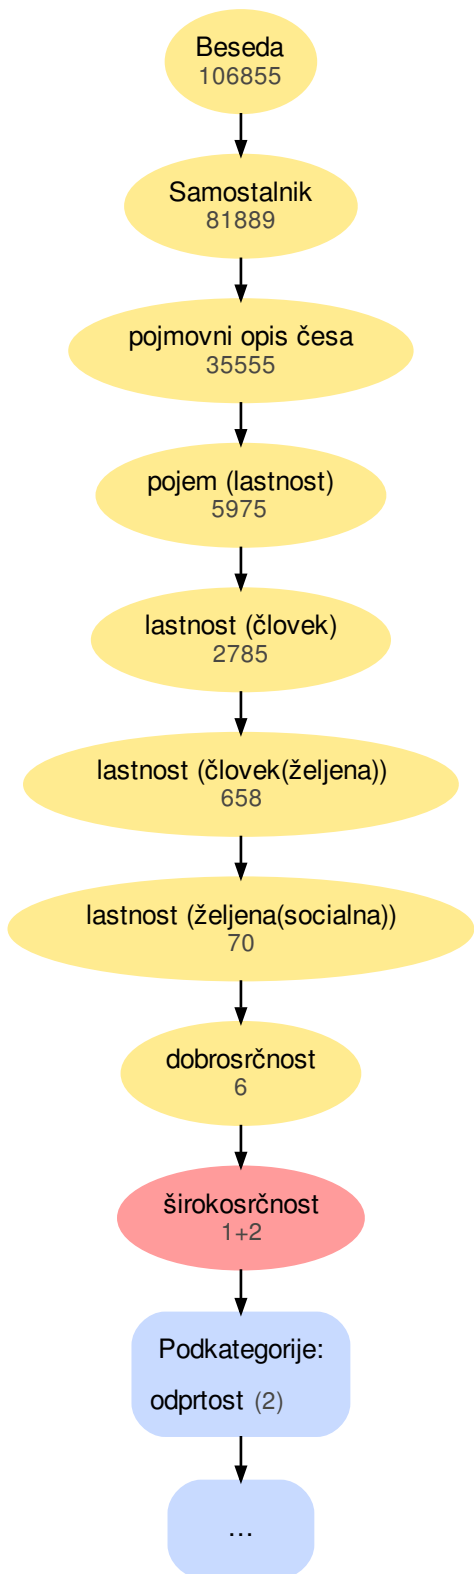 Beseda
106855
Samostalnik
81889
pojmovni opis česa
35555
pojem (lastnost)
5975
lastnost (človek)
2785
lastnost (človek(željena))
658
lastnost (željena(socialna))
70
dobrosrčnost
6
širokosrčnost
1+2
Podkategorije:
odprtost (2)
...